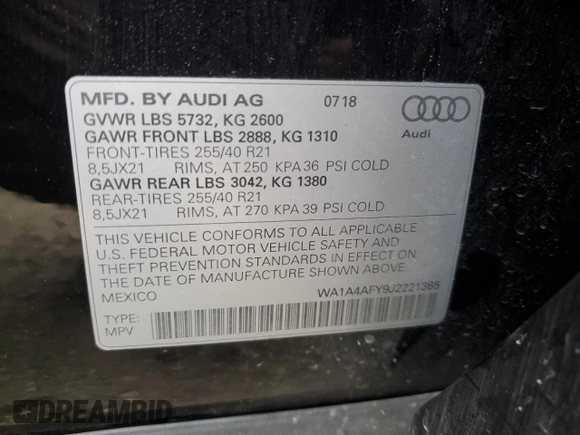 MFD. BY AUDI AG 0718
GVWR LBS 5732, KG 2600
GAWR FRONT LBS 2888, KG 1310
FRONT-TIRES 255/40 R21
8,5JX21 RIMS, AT 250 KPA 36 PSI COLD
GAWR REAR LBS 3042, KG 1380
REAR-TIRES 255/40 R21
8,5JX21 RIMS, AT 270 KPA 39 PSI COLD
Audi
THIS VEHICLE CONFORMS TO ALL APPLICABLE
U.S. FEDERAL MOTOR VEHICLE SAFETY AND
THEFT PREVENTION STANDARDS IN EFFECT ON
THE DATE OF MANUFACTURE SHOWN ABOVE.
MEXICO WA1A4AFY9J2221365
TYPE:
MPV
DREAMBID